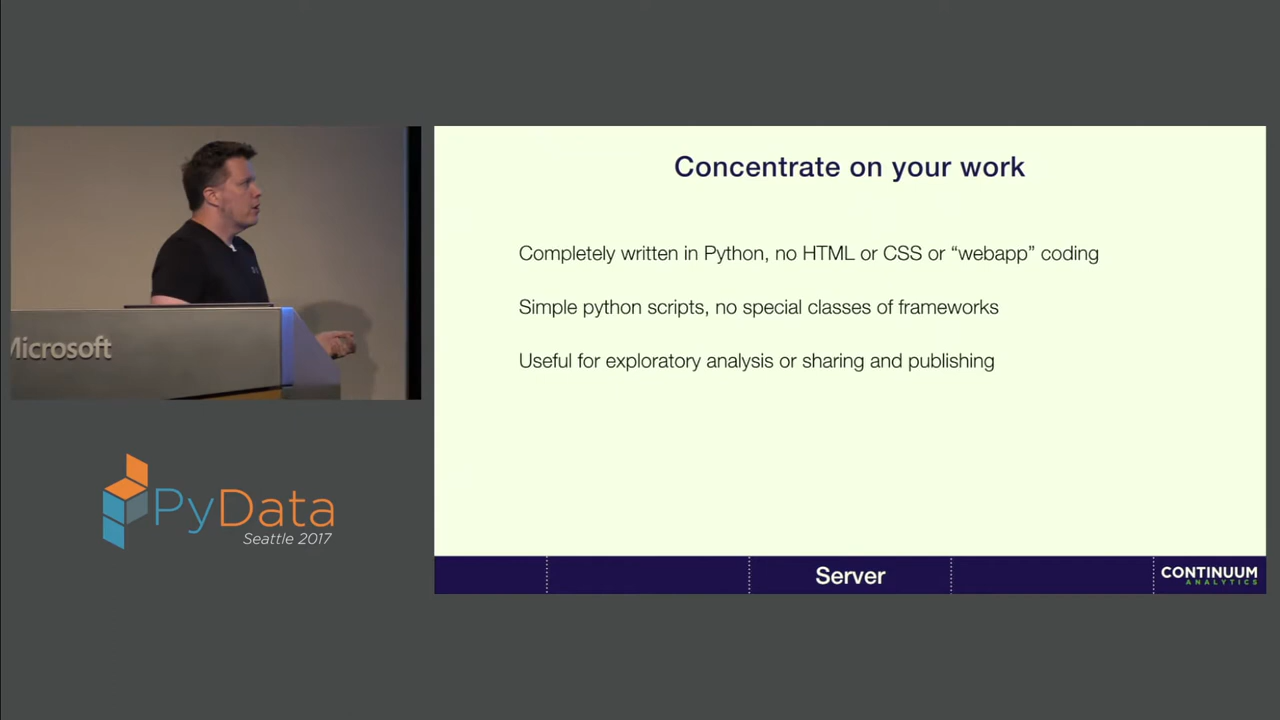 Concentrate on your work
Completely written in Python, no HTML or CSS or “webapp” coding
Simple python scripts, no special classes of frameworks
Useful for exploratory analysis or sharing and publishing
Server
CONTINUUM
ANALYTICS
Microsoft
PyData
Seattle 2017